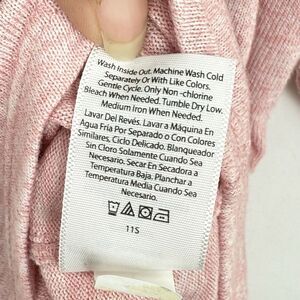 Wash Inside Out. Machine Wash Cold
Separately Or With Like Colors.
Gentle Cycle. Only Non -chlorine
Bleach When Needed. Tumble Dry Low.
Medium Iron When Needed.
Lavar Del Revés. Lavar a Máquina En
Agua Fría Por Separado o Con Colores
Similares, Ciclo Delicado. Blanqueador
Sin Cloro Solamente Cuando Sea
Necesario. Secar En Secadora a
Temperatura Baja. Planchar a
Temperatura Media Cuando Sea
Necesario.
11S